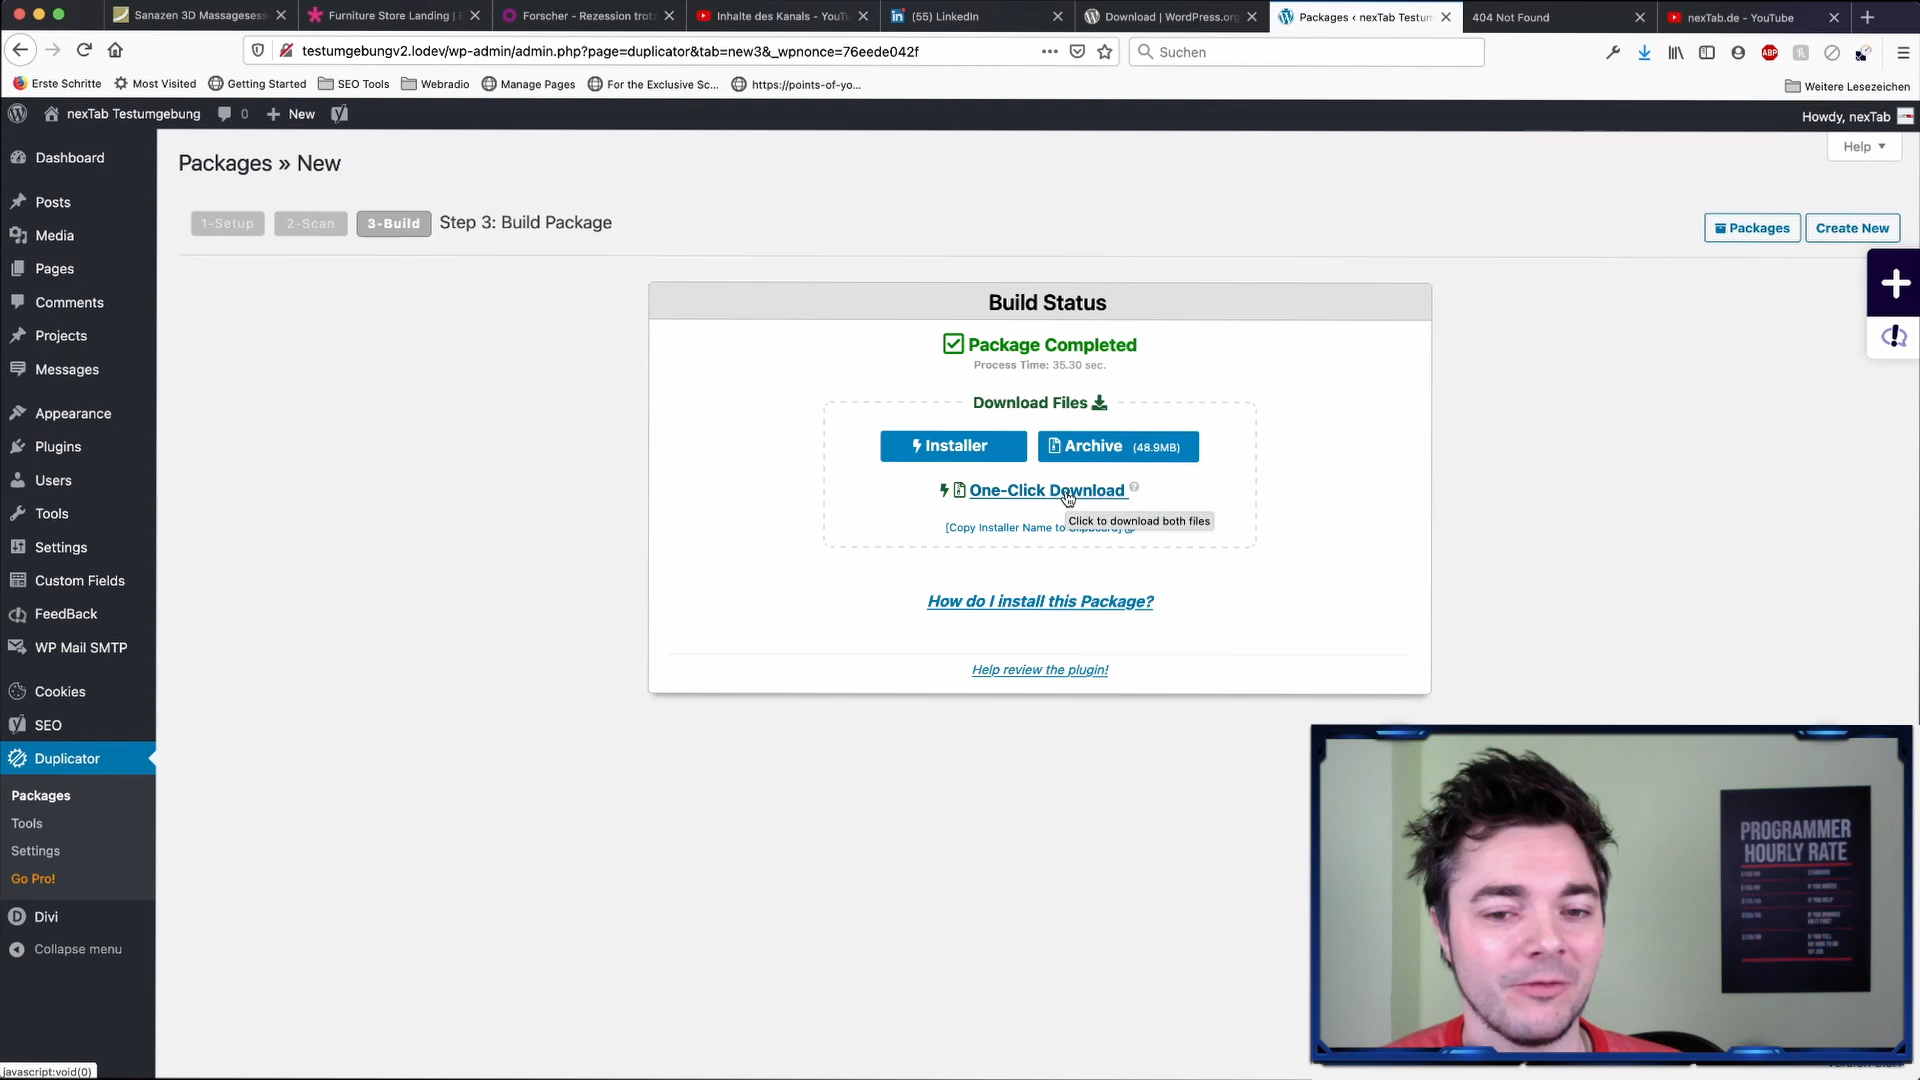 Sanazen 3D Massagesess
Furniture Store Landing | E
Forscher - Rezession trotz
Inhalte des Kanals - YouTu
(55) LinkedIn
Download | WordPress.org
Packages ‹ nexTab Testum
404 Not Found
nexTab.de - YouTube
testumgebungv2.lodev/wp-admin/admin.php?page=duplicator&tab=new3&_wpnonce=76eede042f
Suchen
Erste Schritte
Most Visited
Getting Started
SEO Tools
Webradio
Manage Pages
For the Exclusive Sc...
https://points-of-yo...
Weitere Lesezeichen
nexTab Testumgebung
0
New
Howdy, nexTab
Help
Dashboard
Posts
Media
Pages
Comments
Projects
Messages
Appearance
Plugins
Users
Tools
Settings
Custom Fields
FeedBack
WP Mail SMTP
Cookies
SEO
Duplicator
Packages
Tools
Settings
Go Pro!
Divi
Collapse menu
Packages » New
1-Setup
2-Scan
3-Build
Step 3: Build Package
Packages
Create New
Build Status
Package Completed
Process Time: 35.30 sec.
Download Files
Installer
Archive (48.9MB)
One-Click Download
Click to download both files
[Copy Installer Name to Clipboard]
How do I install this Package?
Help review the plugin!
PROGRAMMER
HOURLY RATE
javascript:void(0)